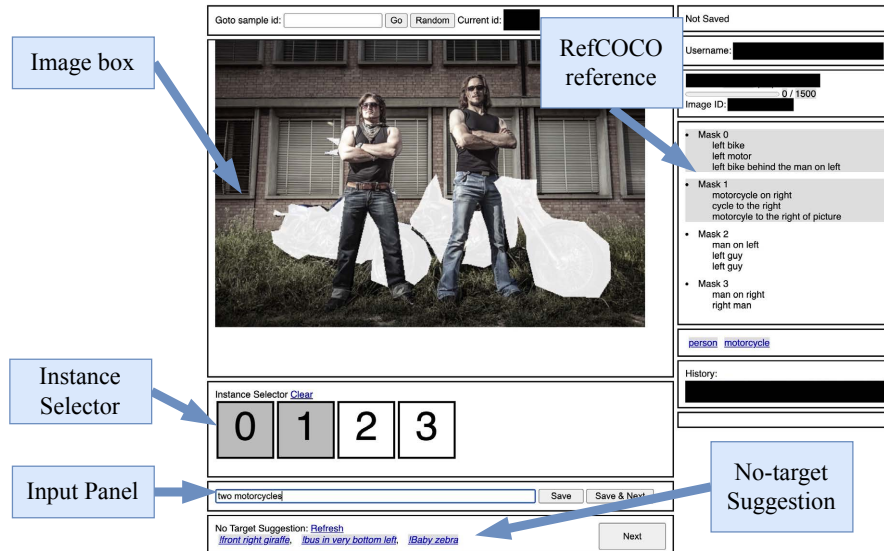 Goto sample id: Go Random Current id:
Not Saved
Image box
RefCOCO
reference
Username:
0 / 1500
Image ID:
• Mask 0
left bike
left motor
left bike behind the man on left
• Mask 1
motorcycle on right
cycle to the right
motorcyle to the right of picture
• Mask 2
man on left
left guy
left guy
• Mask 3
man on right
right man
person motorcycle
History:
Instance
Selector
Instance Selector Clear
0 1 2 3
Input Panel
two motorcycles Save Save & Next
No-target
Suggestion
No Target Suggestion: Refresh
!front right giraffe, !bus in very bottom left, !Baby zebra
Next